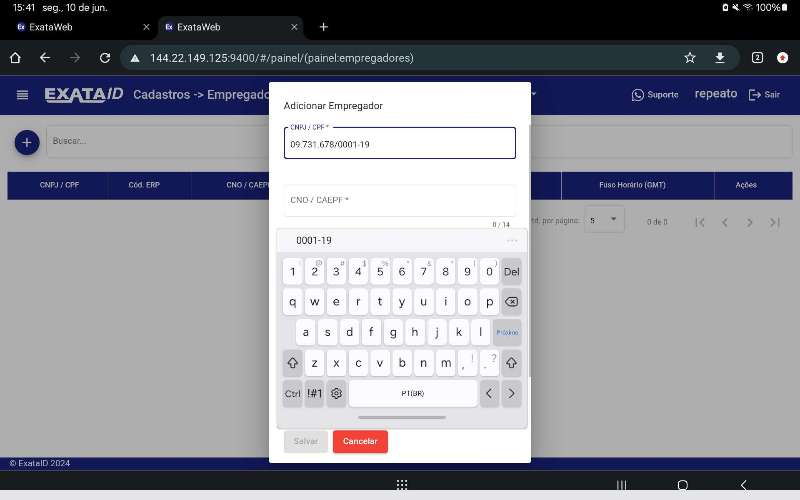 15:41 seg., 10 de jun. 100%
ExataWeb
ExataWeb
144.22.149.125:9400/#/painel/(painel:empregadores)
2
EXATAID Cadastros -> Empregado Suporte repeato Sair
Adicionar Empregador
CNPJ / CPF *
09.731.678/0001-19
Buscar...
CNPJ / CPF Cód. ERP CNO / CAEPF Fuso Horário (GMT) Ações
CNO / CAEPF *
0 / 14
por página: 5 0 de 0
0001-19
1 2 3 4 5 6 7 8 9 0 Del
q w e r t y u i o p
a s d f g h j k l Próximo
z x c v b n m , ! . ?
Ctrl !#1 PT(BR)
Salvar Cancelar
© ExataID 2024